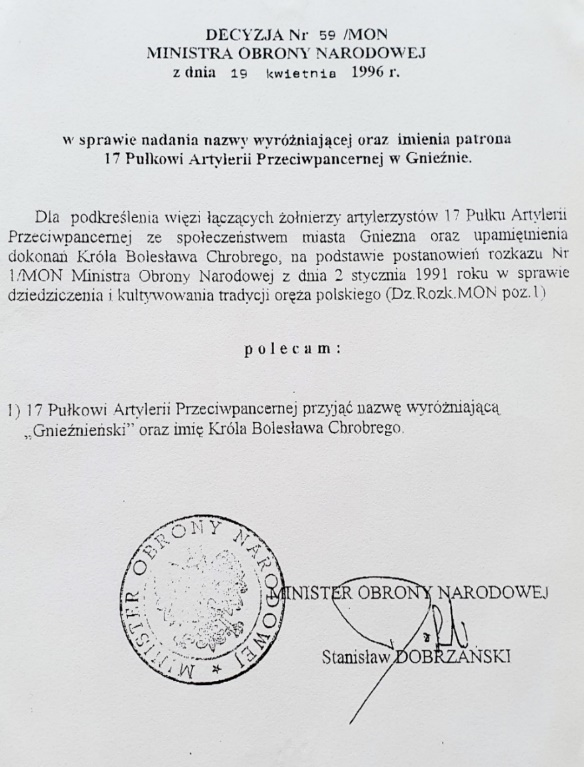 DECYZJA Nr 59 /MON
MINISTRA OBRONY NARODOWEJ
z dnia 19 kwietnia 1996 r.
w sprawie nadania nazwy wyróżniającej oraz imienia patrona
17 Pułkowi Artylerii Przeciwpancernej w Gnieźnie.
Dla podkreślenia więzi łączących żołnierzy artylerzystów 17 Pułku Artylerii
Przeciwpancernej ze społeczeństwem miasta Gniezna oraz upamiętnienia
dokonań Króla Bolesława Chrobrego, na podstawie postanowień rozkazu Nr
1/MON Ministra Obrony Narodowej z dnia 2 stycznia 1991 roku w sprawie
dziedziczenia i kultywowania tradycji oręża polskiego (Dz.Rozk.MON poz.1)
polecam:
1) 17 Pułkowi Artylerii Przeciwpancernej przyjąć nazwę wyróżniającą
„Gnieźnieński” oraz imię Króla Bolesława Chrobrego.
MINISTER OBRONY NARODOWEJ *
MINISTER OBRONY NARODOWEJ
Stanisław DOBRZAŃSKI